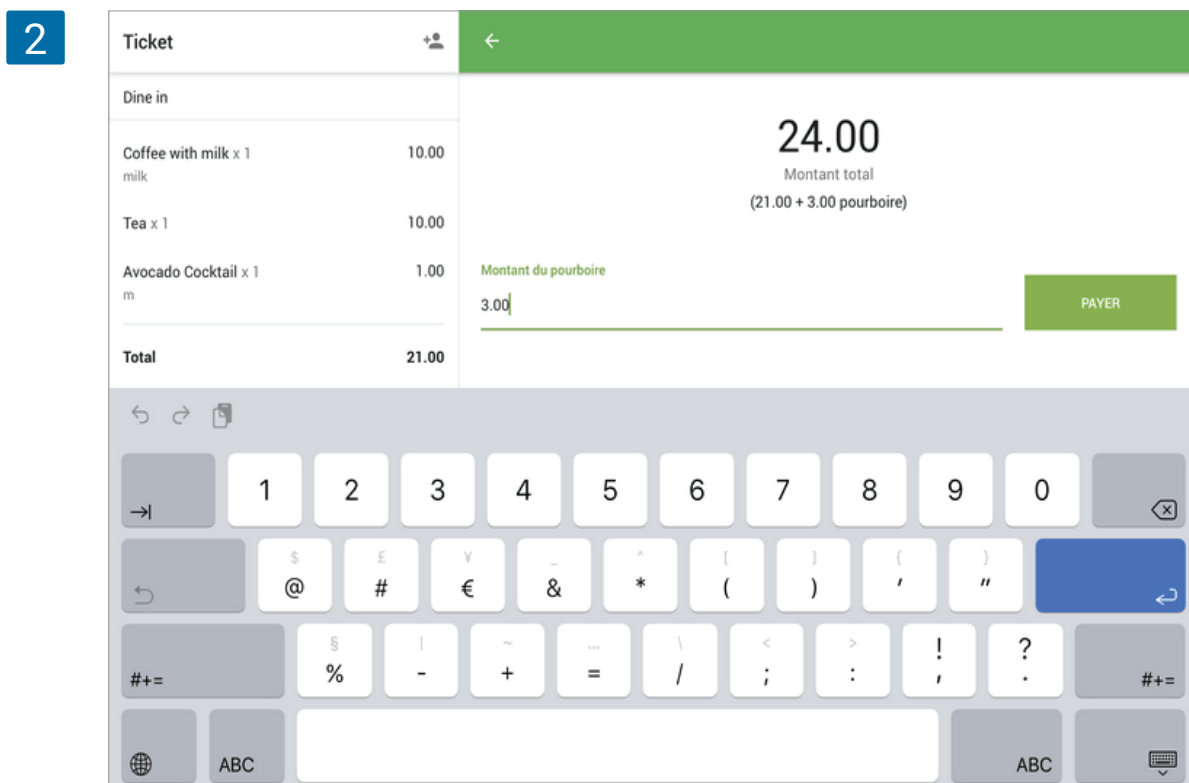 2
Ticket
Dine in
Coffee with milk x 1 10.00
milk
Tea x 1 10.00
Avocado Cocktail x 1 1.00
m
Total 21.00
24.00
Montant total
(21.00 + 3.00 pourboire)
Montant du pourboire
3.00
PAYER
1 2 3 4 5 6 7 8 9 0
$ £ ¥ _ ^ [ ] { }
@ # € & * ( ) ' "
§ | ~ … \ < > ! ?
#+= % - + = / ; : , . #+=
ABC ABC